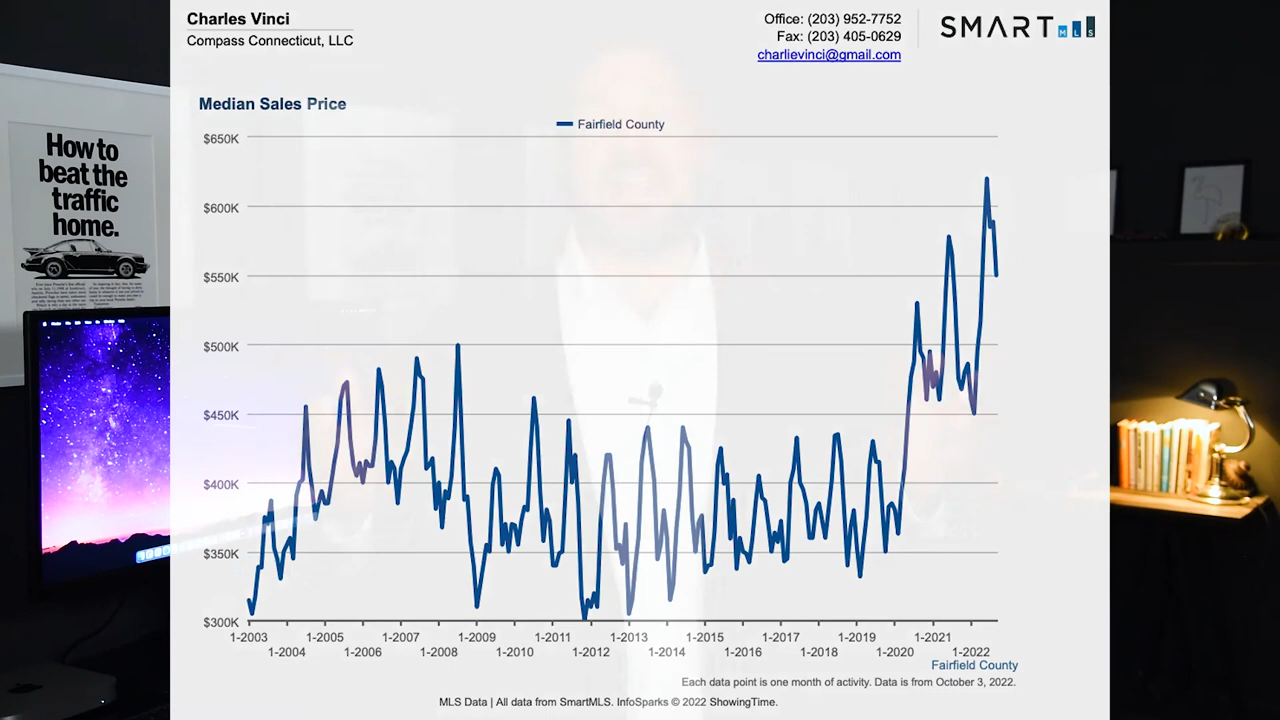 Charles Vinci
Compass Connecticut, LLC
Office: (203) 952-7752
Fax: (203) 405-0629
charlievinci@gmail.com
SMART MLS
How to
beat the
traffic
home.
Median Sales Price
Fairfield County
$650K
$600K
$550K
$500K
$450K
$400K
$350K
$300K
1-2003 1-2005 1-2007 1-2009 1-2011 1-2013 1-2015 1-2017 1-2019 1-2021
1-2004 1-2006 1-2008 1-2010 1-2012 1-2014 1-2016 1-2018 1-2020 1-2022
Fairfield County
Each data point is one month of activity. Data is from October 3, 2022.
MLS Data | All data from SmartMLS. InfoSparks © 2022 ShowingTime.